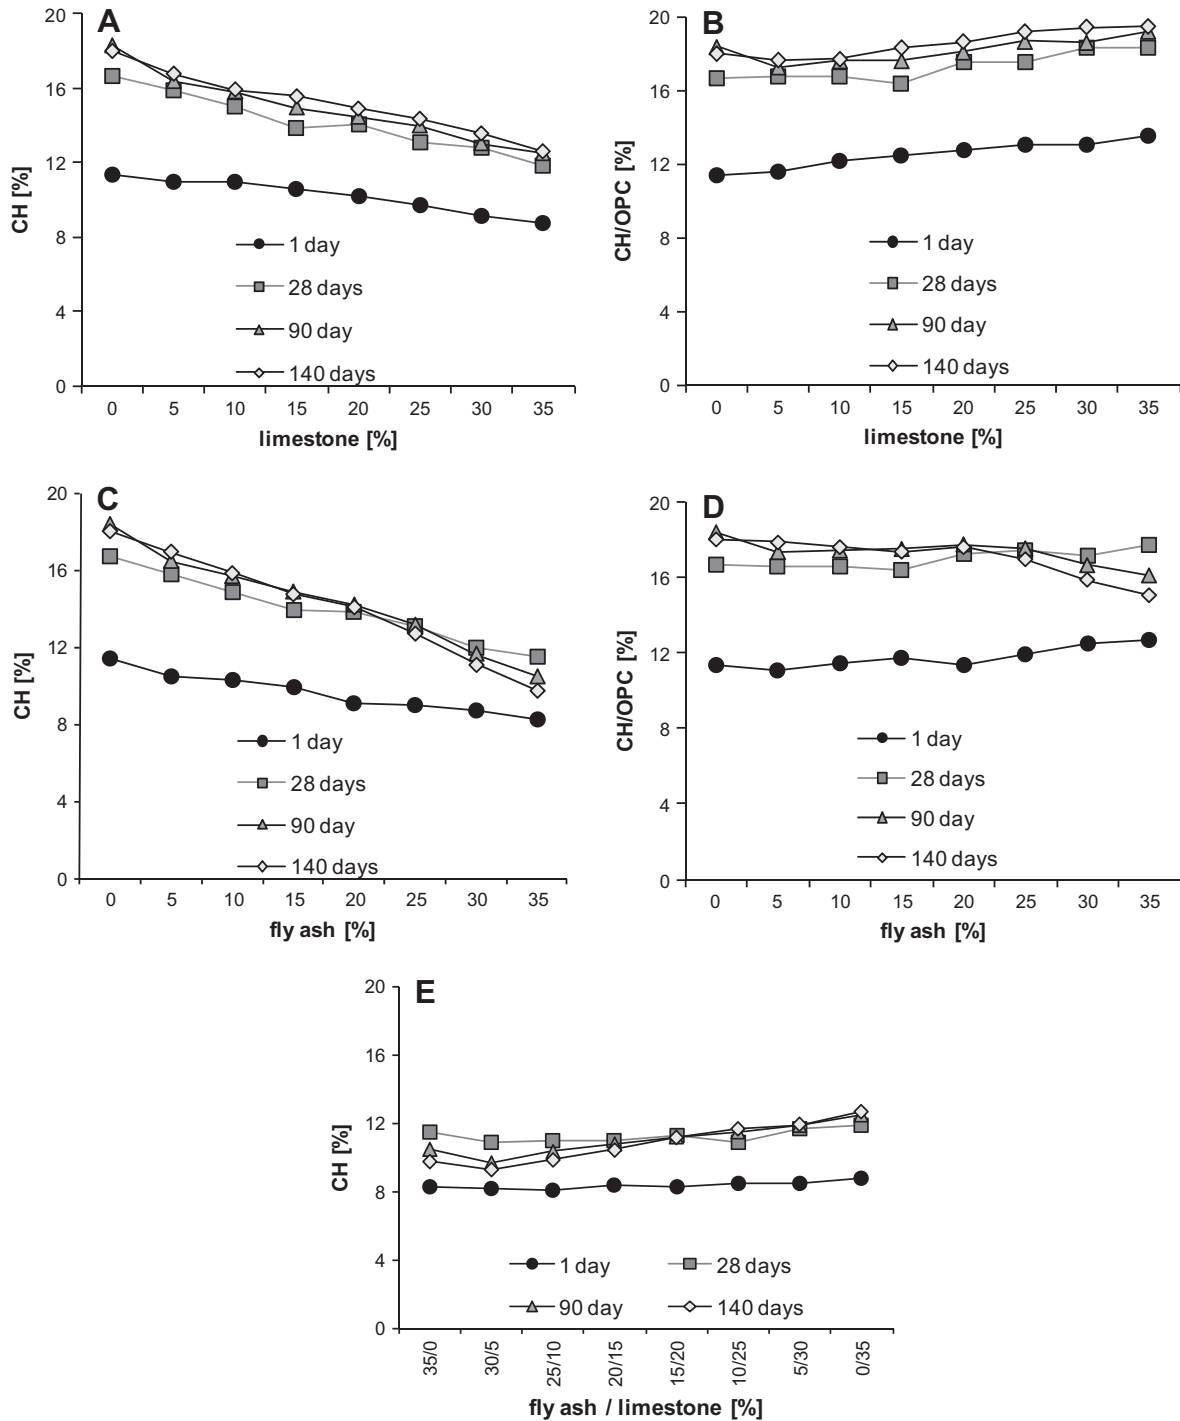 A
CH [%]
20
16
12
8
4
0
1 day
28 days
90 day
140 days
0 5 10 15 20 25 30 35
limestone [%]
B
CH/OPC [%]
20
16
12
8
4
0
1 day
28 days
90 day
140 days
0 5 10 15 20 25 30 35
limestone [%]
C
CH [%]
20
16
12
8
4
0
1 day
28 days
90 day
140 days
0 5 10 15 20 25 30 35
fly ash [%]
D
CH/OPC [%]
20
16
12
8
4
0
1 day
28 days
90 day
140 days
0 5 10 15 20 25 30 35
fly ash [%]
E
CH [%]
20
16
12
8
4
0
1 day 28 days
90 day 140 days
35/0 30/5 25/10 20/15 15/20 10/25 5/30 0/35
fly ash / limestone [%]